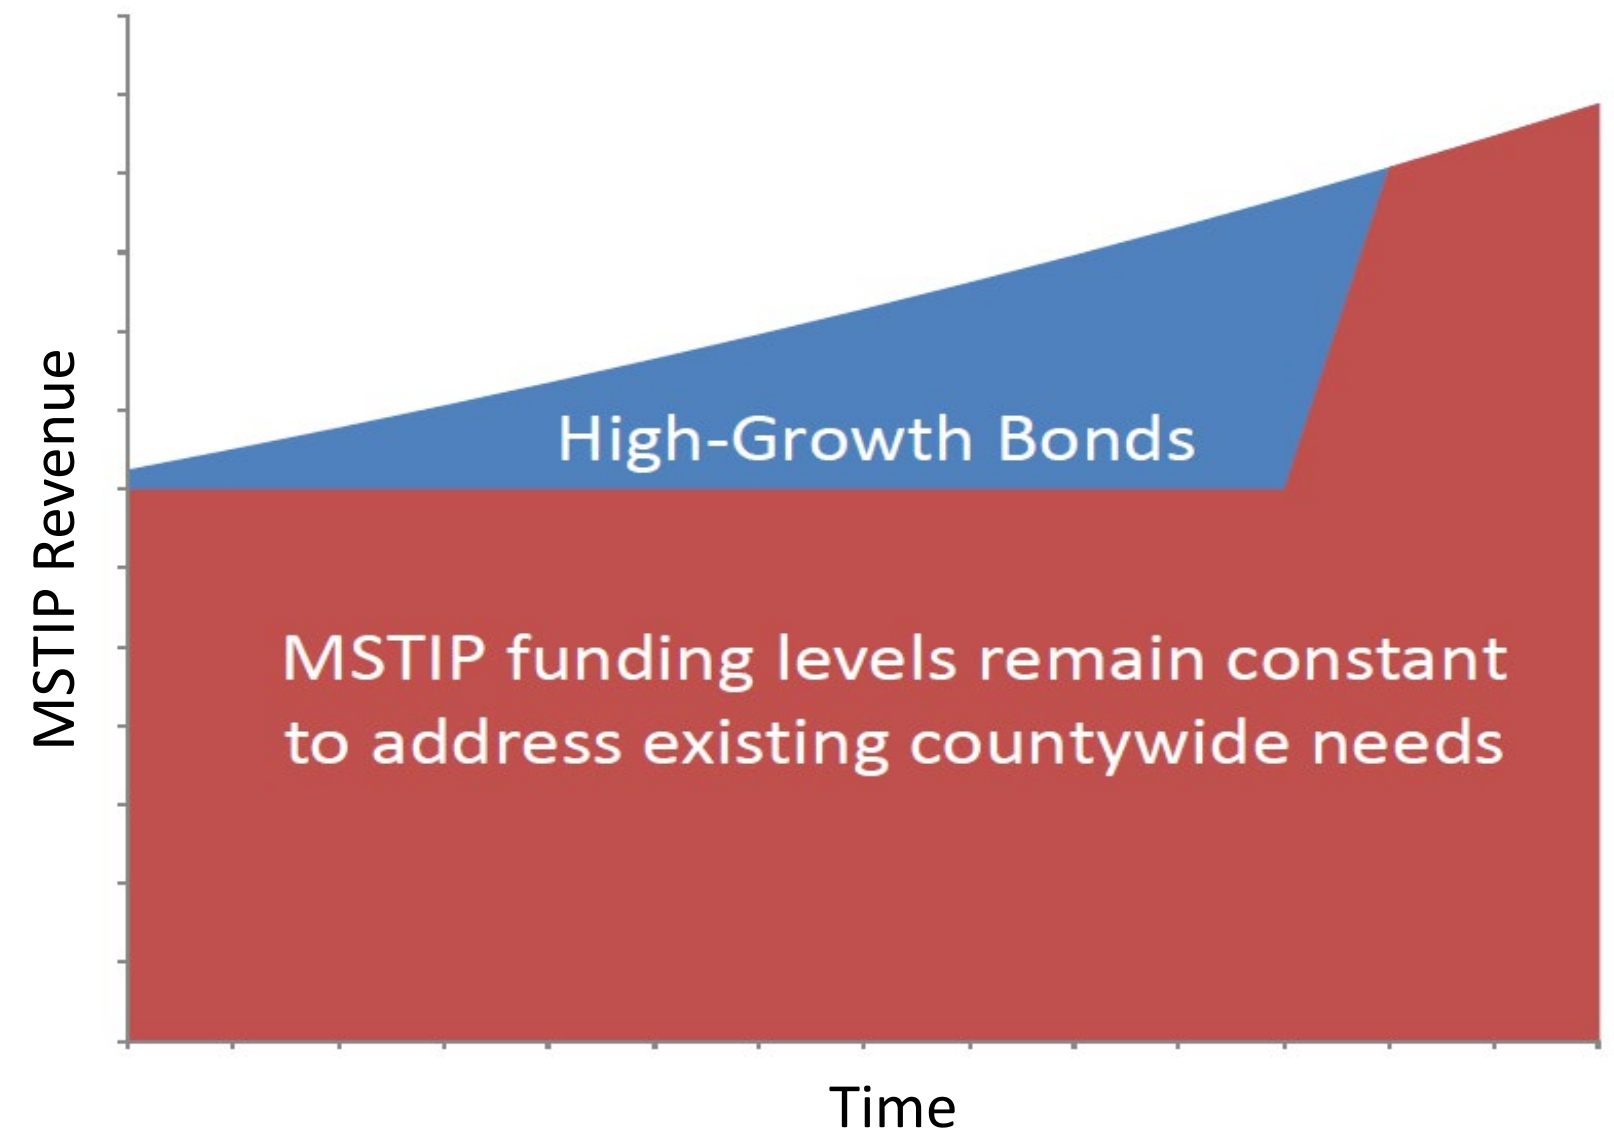 MSTIP Revenue
High-Growth Bonds
MSTIP funding levels remain constant
to address existing countywide needs
Time